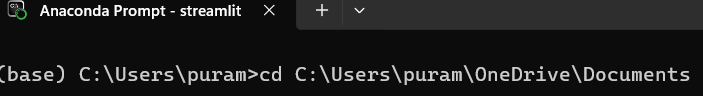 Anaconda Prompt - streamlit
(base) C:\Users\puram>cd C:\Users\puram\OneDrive\Documents